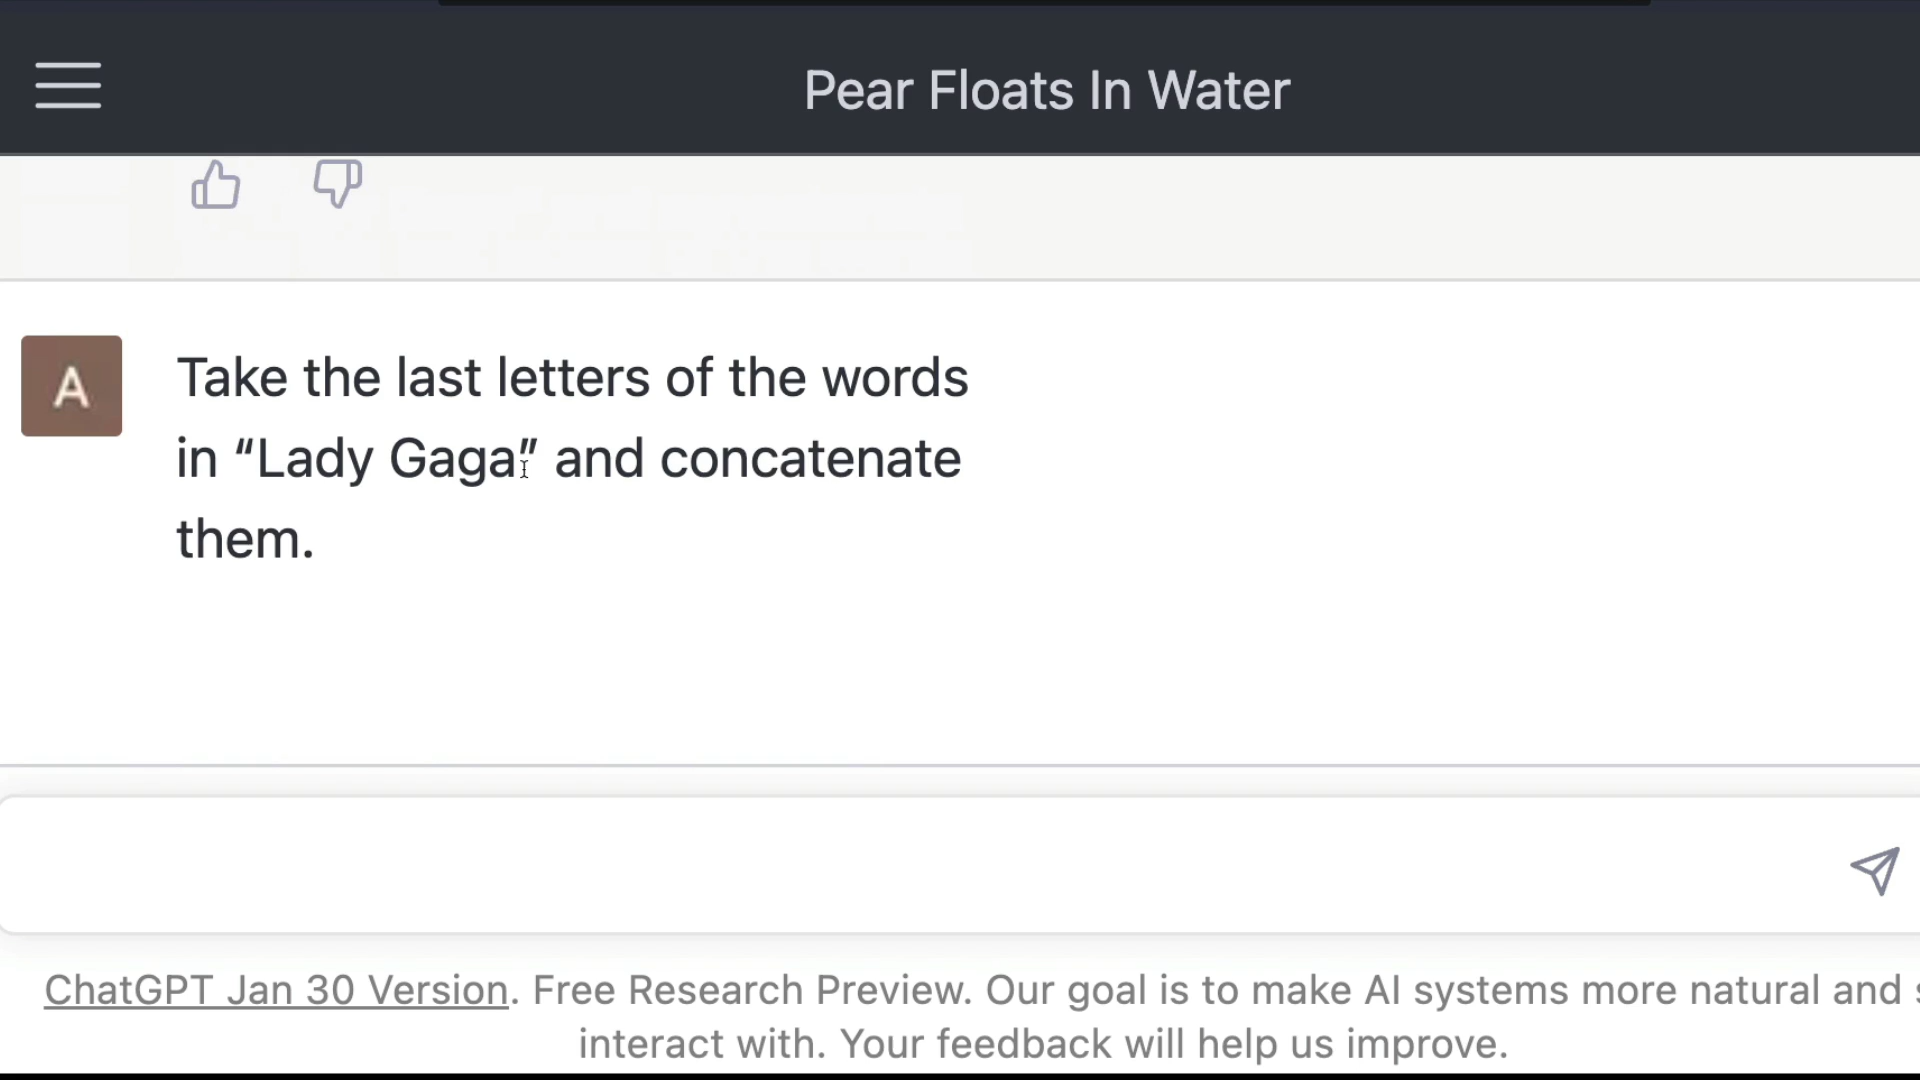 Pear Floats In Water
A
Take the last letters of the words
in “Lady Gaga” and concatenate
them.
ChatGPT Jan 30 Version. Free Research Preview. Our goal is to make AI systems more natural and
interact with. Your feedback will help us improve.